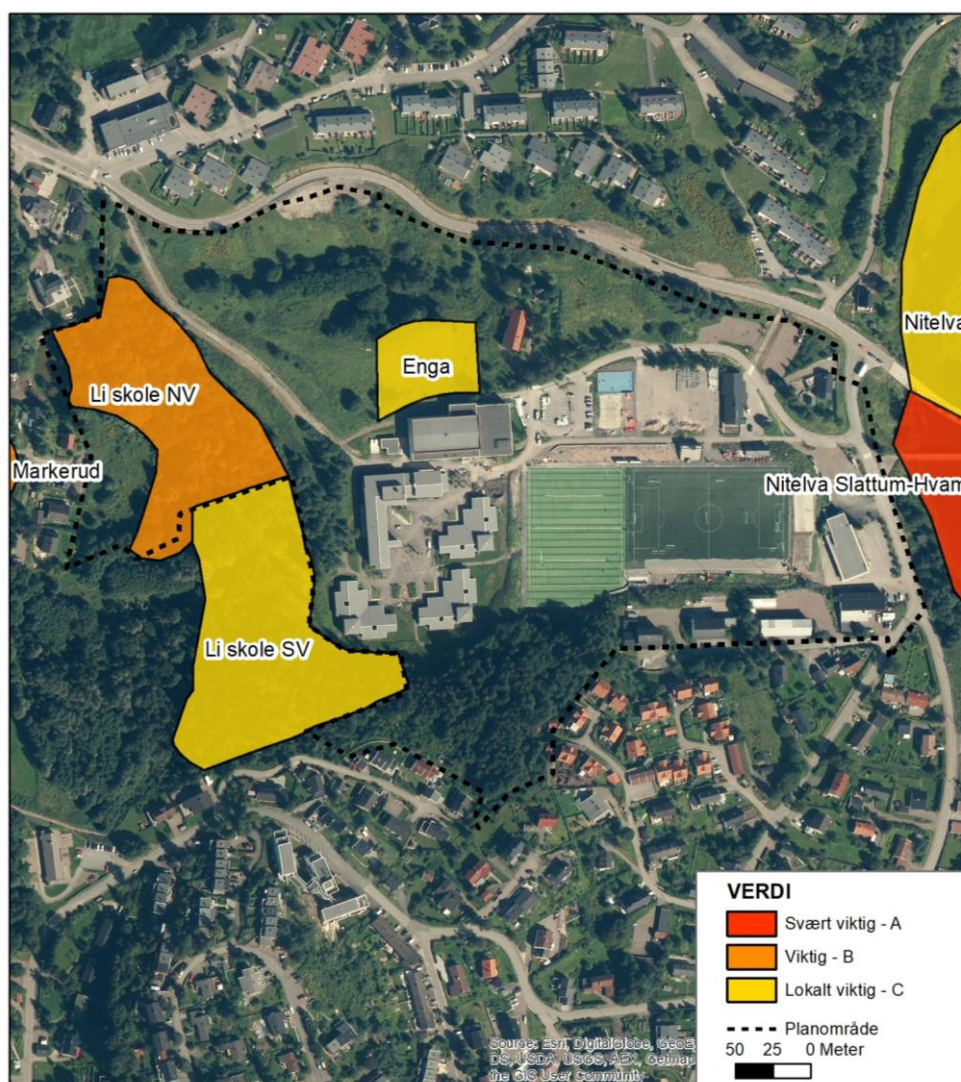 Enga
Nitelva
Li skole NV
Markerud
Nitelva Slattum-Hvam
Li skole SV
VERDI
Svært viktig - A
Viktig - B
Lokalt viktig - C
Planområde
50 25 0 Meter
Source: Esri, DigitalGlobe, GeoE
DS, USDA, USGS, AEX, Getmap
the GIS User Community